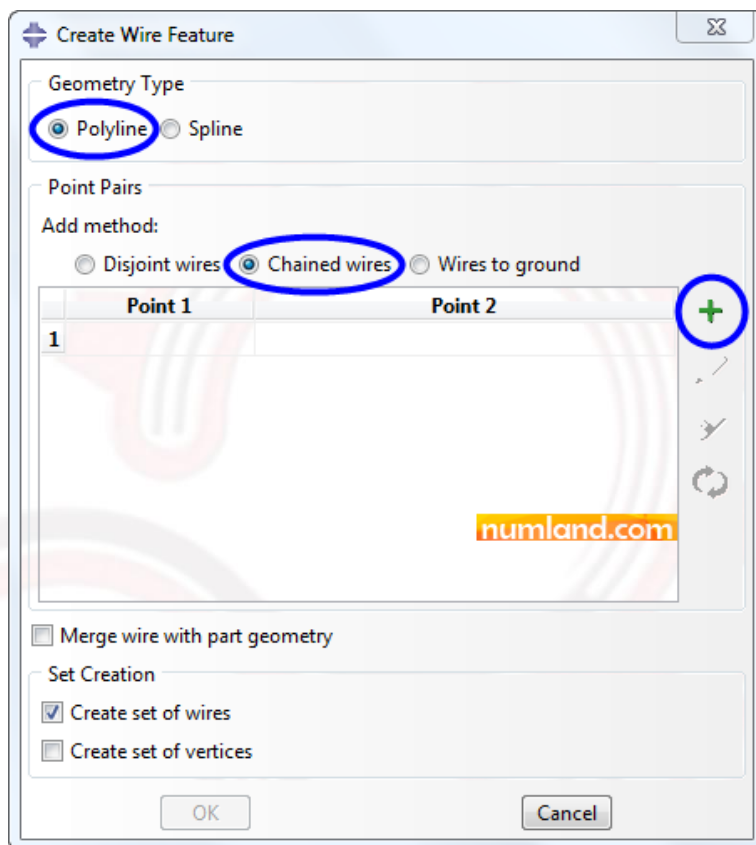 Create Wire Feature
Geometry Type
Polyline Spline
Point Pairs
Add method:
Disjoint wires Chained wires Wires to ground
Point 1 Point 2
1
numland.com
Merge wire with part geometry
Set Creation
Create set of wires
Create set of vertices
OK Cancel